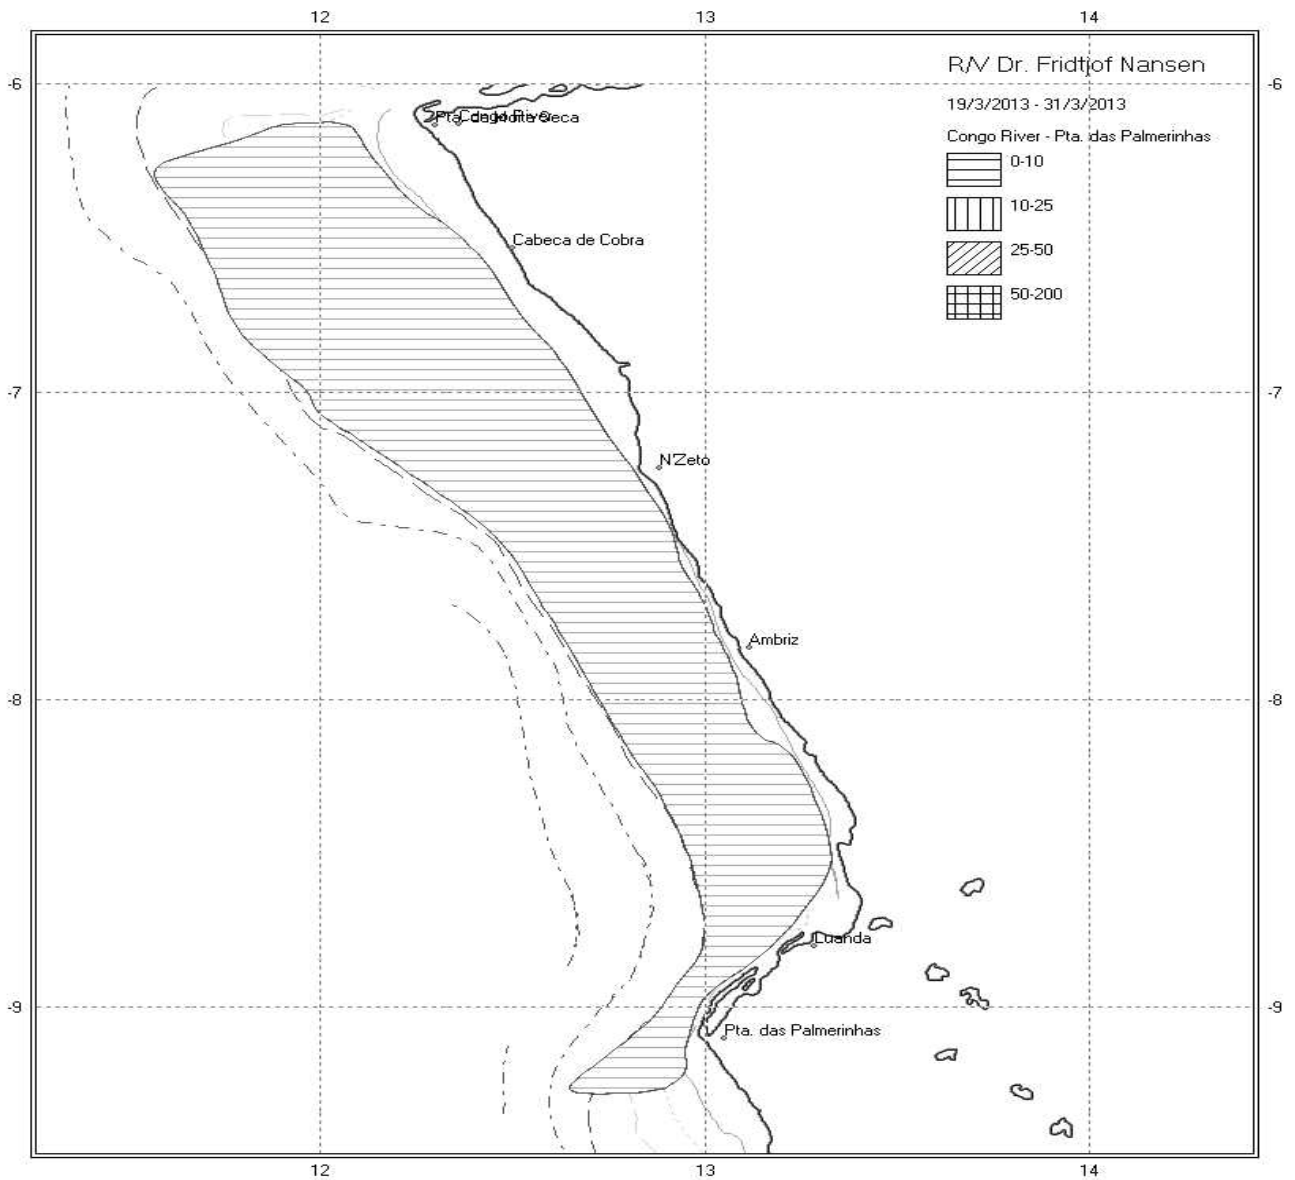 12 13 14
R/V Dr. Fridtjof Nansen
-6 -6
19/3/2013 - 31/3/2013
Congo River - Pta. das Palmerinhas
0-10
10-25
25-50
50-200
Cabeca de Cobra
-7 -7
N'Zeto
Ambriz
-8 -8
Luanda
-9 -9
Pta. das Palmerinhas
12 13 14